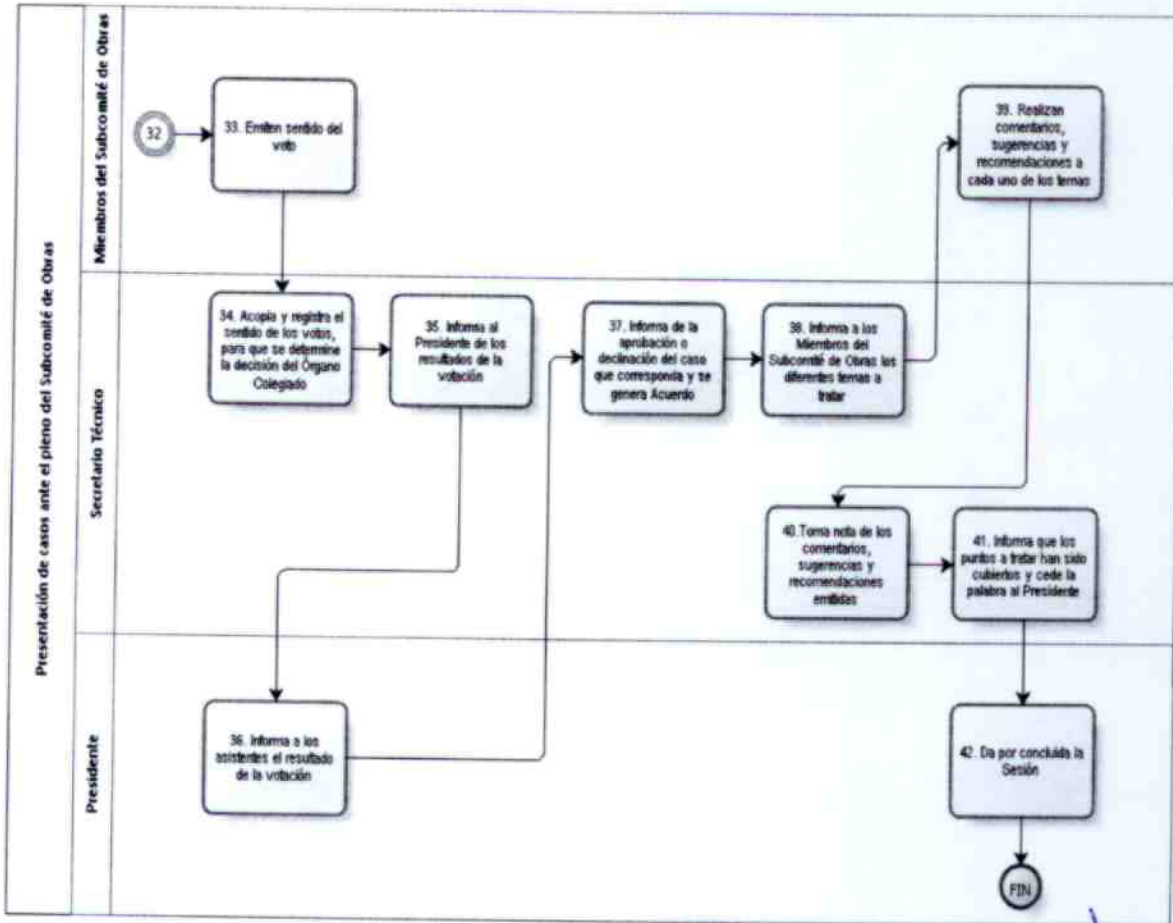 Presentación de casos ante el pleno del Subcomité de Obras
Miembros del Subcomité de Obras
32
33. Emiten sentido del
voto
39. Realizan
comentarios,
sugerencias y
recomendaciones a
cada uno de los temas
Secretario Técnico
34. Acopia y registra el
sentido de los votos,
para que se determine
la decisión del Órgano
Colegiado
35. Informa al
Presidente de los
resultados de la
votación
37. Informa de la
aprobación o
declinación del caso
que corresponda y se
genera Acuerdo
38. Informa a los
Miembros del
Subcomité de Obras los
diferentes temas a
tratar
40.Toma nota de los
comentarios,
sugerencias y
recomendaciones
emitidas
41. Informa que los
puntos a tratar han sido
cubiertos y cede la
palabra al Presidente
Presidente
36. Informa a los
asistentes el resultado
de la votación
42. Da por concluida la
Sesión
FIN